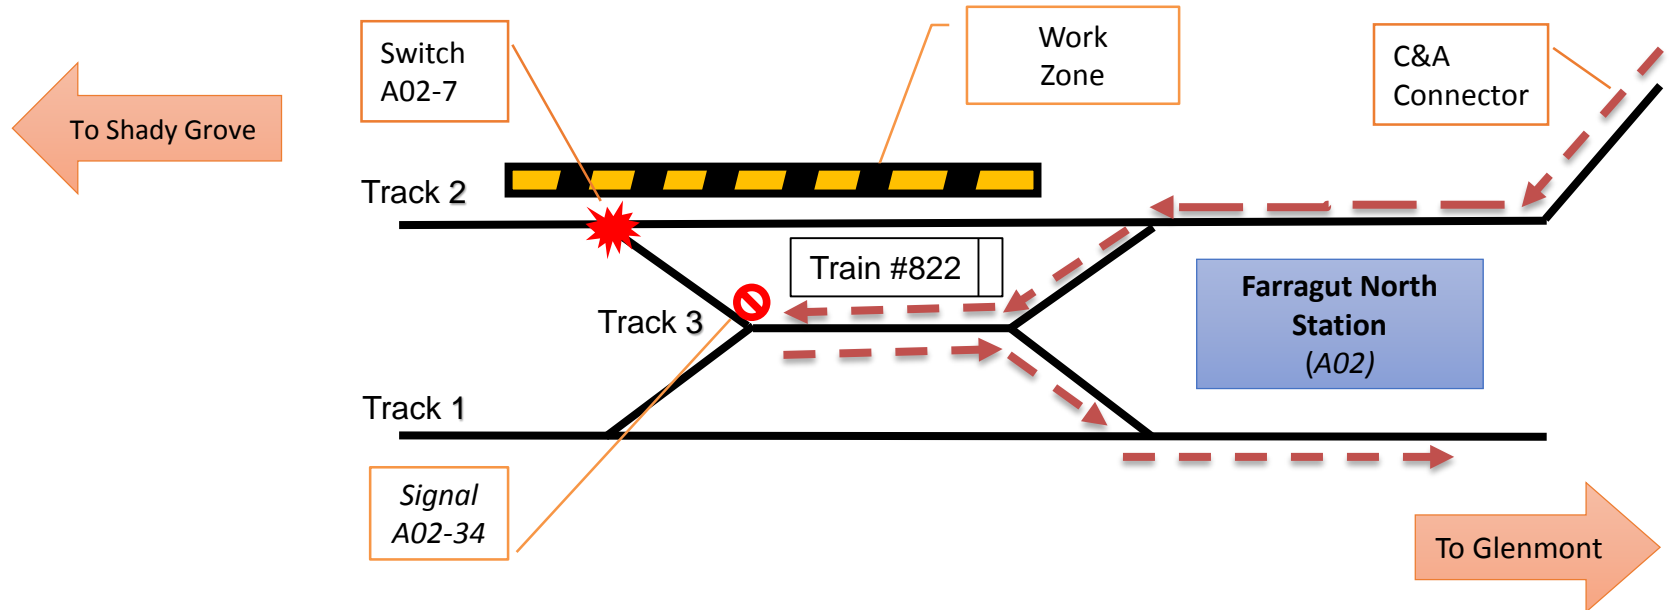 Switch
A02-7
Work
Zone
C&A
Connector
To Shady Grove
Track 2
Train #822
Track 3
Farragut North
Station
(A02)
Track 1
Signal
A02-34
To Glenmont